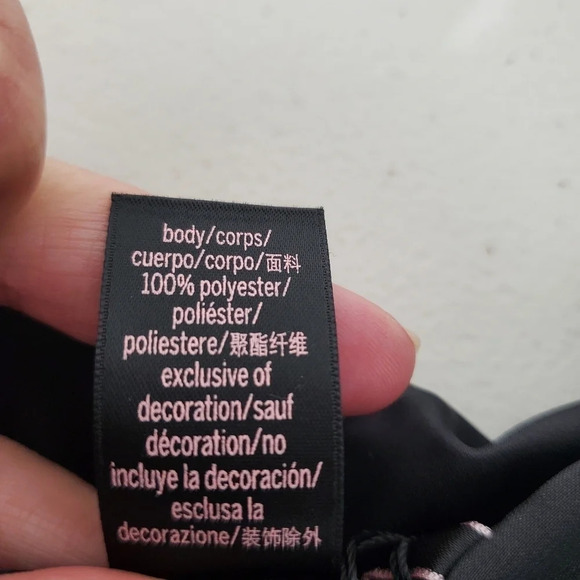 body/corps/
cuerpo/corpo/面料
100% polyester/
poliéster/
poliestere/聚酯纤维
exclusive of
decoration/sauf
décoration/no
incluye la decoración/
esclusa la
decorazione/装饰除外